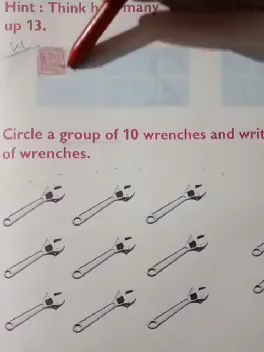 Hint : Think h many
up 13.
Circle a group of 10 wrenches and writ
of wrenches.